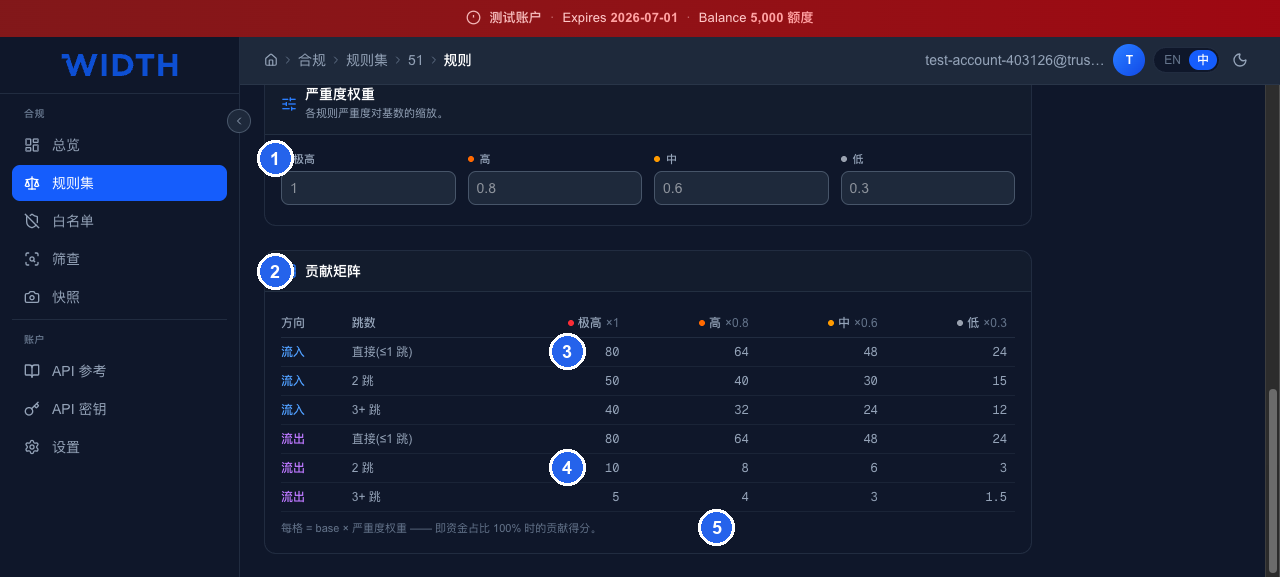 测试账户 · Expires 2026-07-01 · Balance 5,000 额度
WIDTH
合规 > 规则集 > 51 > 规则
test-account-403126@trus…
T
EN 中
合规
总览
规则集
白名单
筛查
快照
账户
API 参考
API 密钥
设置
严重度权重
各规则严重度对基数的缩放。
1 极高 高 中 低
1 0.8 0.6 0.3
2 贡献矩阵
方向 跳数 极高 ×1 高 ×0.8 中 ×0.6 低 ×0.3
流入 直接(≤1 跳) 3 80 64 48 24
流入 2 跳 50 40 30 15
流入 3+ 跳 40 32 24 12
流出 直接(≤1 跳) 80 64 48 24
流出 2 跳 4 10 8 6 3
流出 3+ 跳 5 4 3 1.5
每格 = base × 严重度权重 —— 即资金占比 100% 时的贡献得分。 5